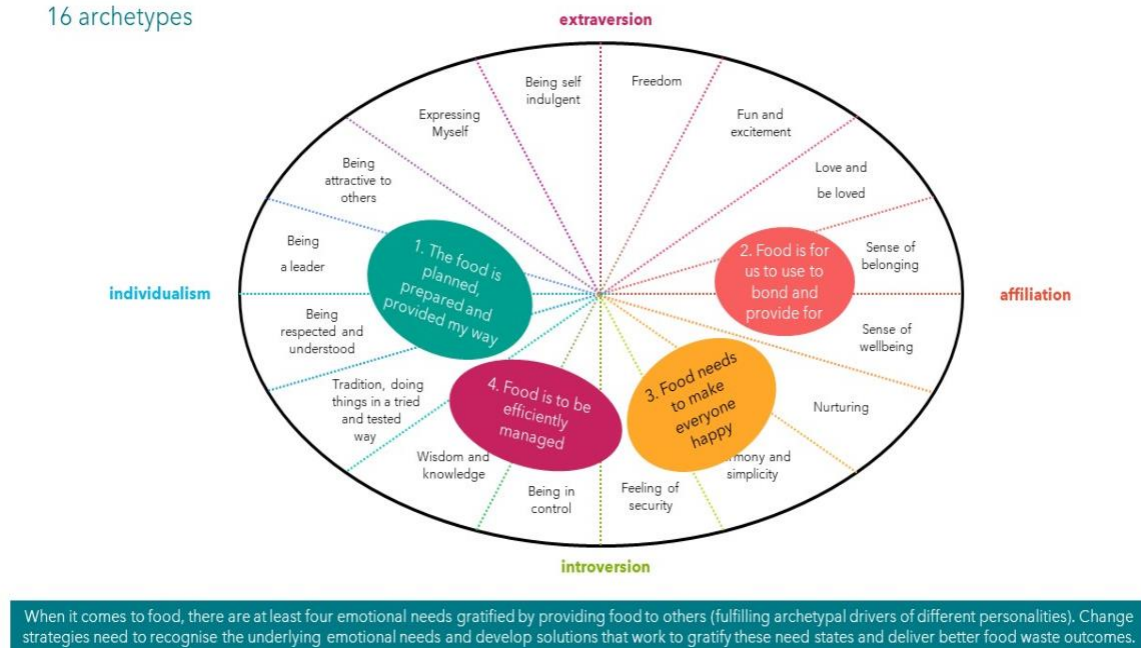 16 archetypes
extraversion
Being self
indulgent
Freedom
Expressing
Myself
Fun and
excitement
Being
attractive to
others
Love and
be loved
Being
a leader
1. The food is
planned,
prepared and
provided my way
2. Food is for
us to use to
bond and
provide for
Sense of
belonging
individualism
affiliation
Being
respected and
understood
Sense of
wellbeing
Tradition, doing
things in a tried
and tested
way
4. Food is to be
efficiently
managed
3. Food needs
to make
everyone
happy
Nurturing
Wisdom and
knowledge
and
simplicity
Being in
control
Feeling of
security
introversion
When it comes to food, there are at least four emotional needs gratified by providing food to others (fulfilling archetypal drivers of different personalities). Change
strategies need to recognise the underlying emotional needs and develop solutions that work to gratify these need states and deliver better food waste outcomes.